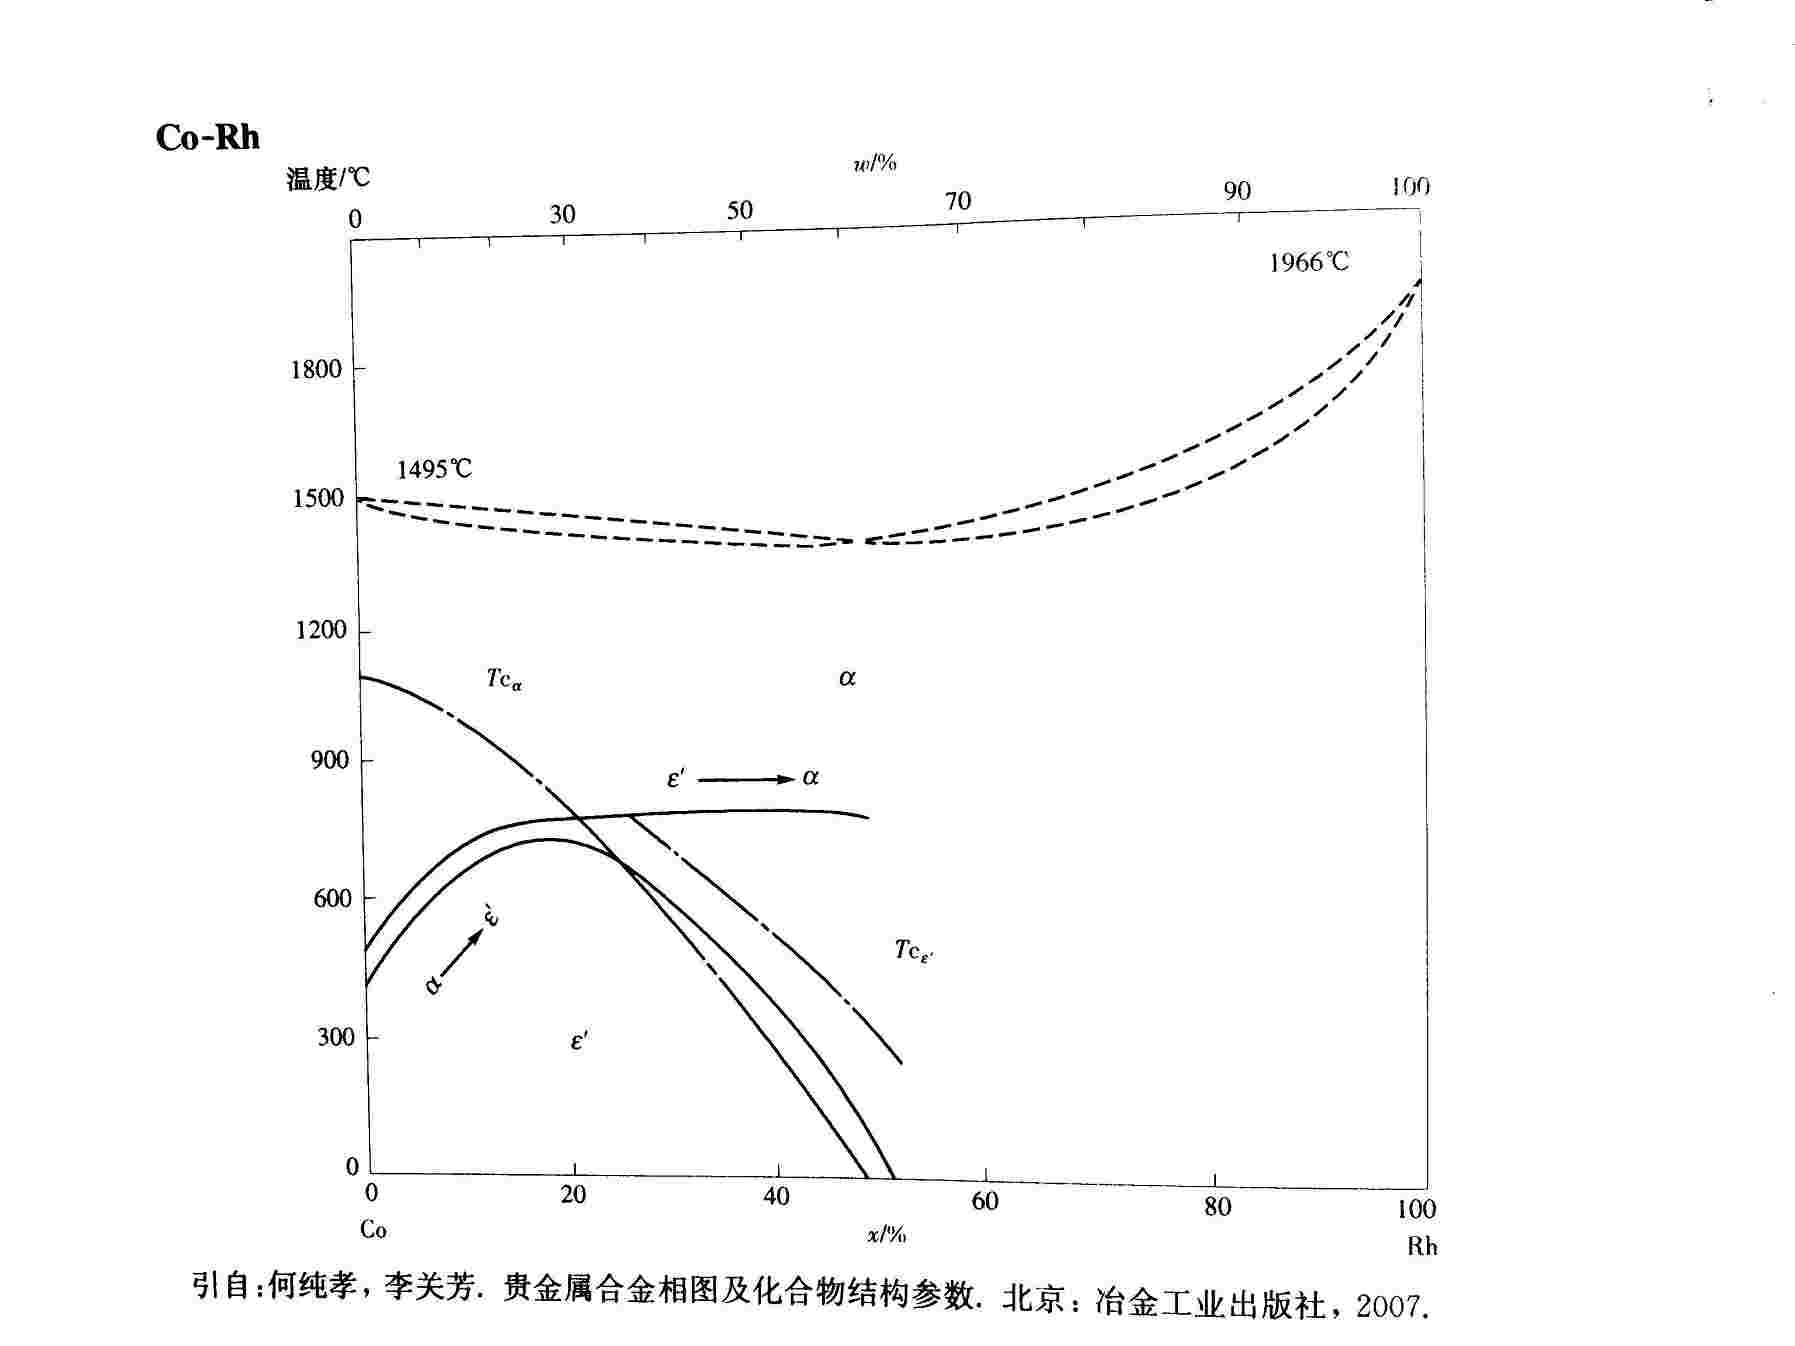 Co-Rh
温度/℃
w/%
0 30 50 70 90 100
1966℃
1800
1495℃
1500
1200
Tcα α
900
ε′ → α
600
α → ε′
Tcε′
300
ε′
0
0 20 40 60 80 100
Co x/% Rh
引自:何纯孝, 李关芳. 贵金属合金相图及化合物结构参数. 北京: 冶金工业出版社, 2007.